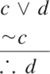 c ∨ d
~c
∴ d